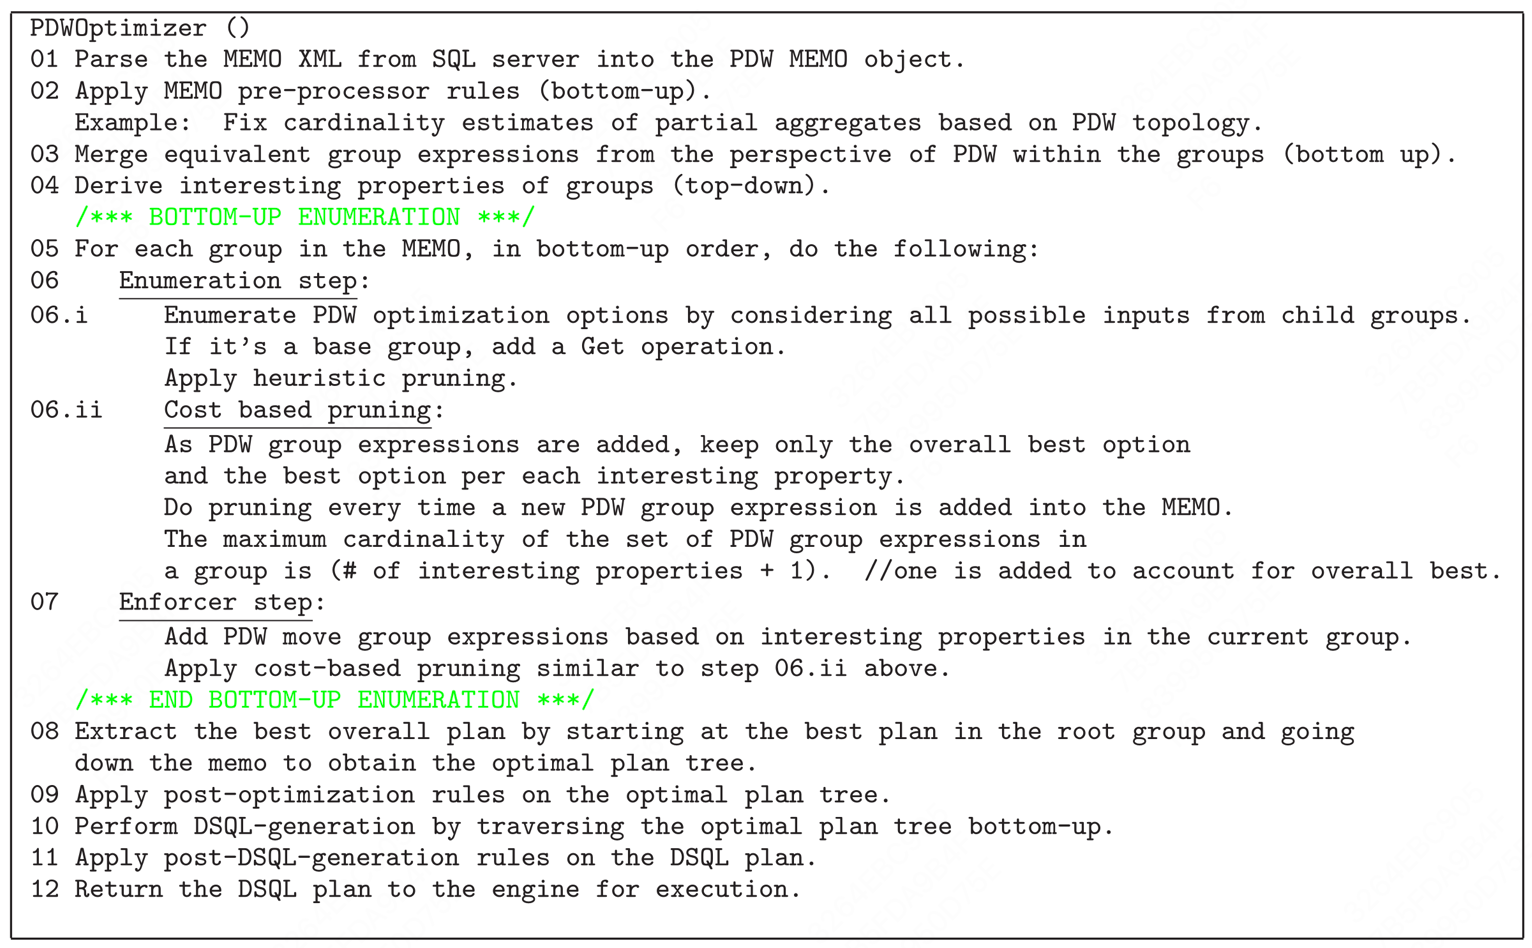 PDWOptimizer ()
01 Parse the MEMO XML from SQL server into the PDW MEMO object.
02 Apply MEMO pre-processor rules (bottom-up).
Example: Fix cardinality estimates of partial aggregates based on PDW topology.
03 Merge equivalent group expressions from the perspective of PDW within the groups (bottom up).
04 Derive interesting properties of groups (top-down).
/*** BOTTOM-UP ENUMERATION ***/
05 For each group in the MEMO, in bottom-up order, do the following:
06 Enumeration step:
06.i Enumerate PDW optimization options by considering all possible inputs from child groups.
If it's a base group, add a Get operation.
Apply heuristic pruning.
06.ii Cost based pruning:
As PDW group expressions are added, keep only the overall best option
and the best option per each interesting property.
Do pruning every time a new PDW group expression is added into the MEMO.
The maximum cardinality of the set of PDW group expressions in
a group is (# of interesting properties + 1). //one is added to account for overall best.
07 Enforcer step:
Add PDW move group expressions based on interesting properties in the current group.
Apply cost-based pruning similar to step 06.ii above.
/*** END BOTTOM-UP ENUMERATION ***/
08 Extract the best overall plan by starting at the best plan in the root group and going
down the memo to obtain the optimal plan tree.
09 Apply post-optimization rules on the optimal plan tree.
10 Perform DSQL-generation by traversing the optimal plan tree bottom-up.
11 Apply post-DSQL-generation rules on the DSQL plan.
12 Return the DSQL plan to the engine for execution.